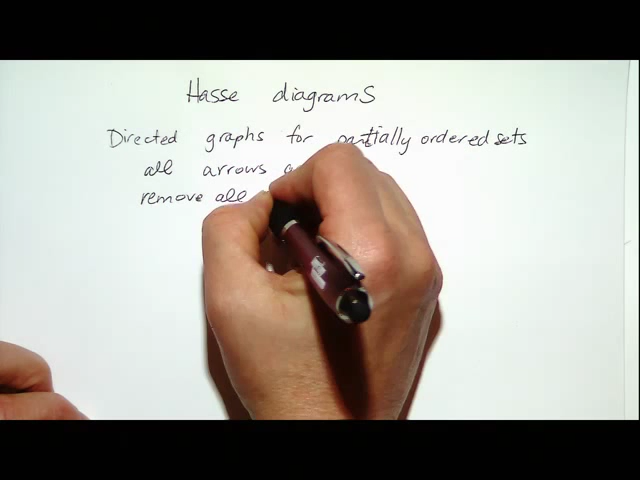 Hasse diagrams
Directed graphs for partially ordered sets
all arrows
remove all